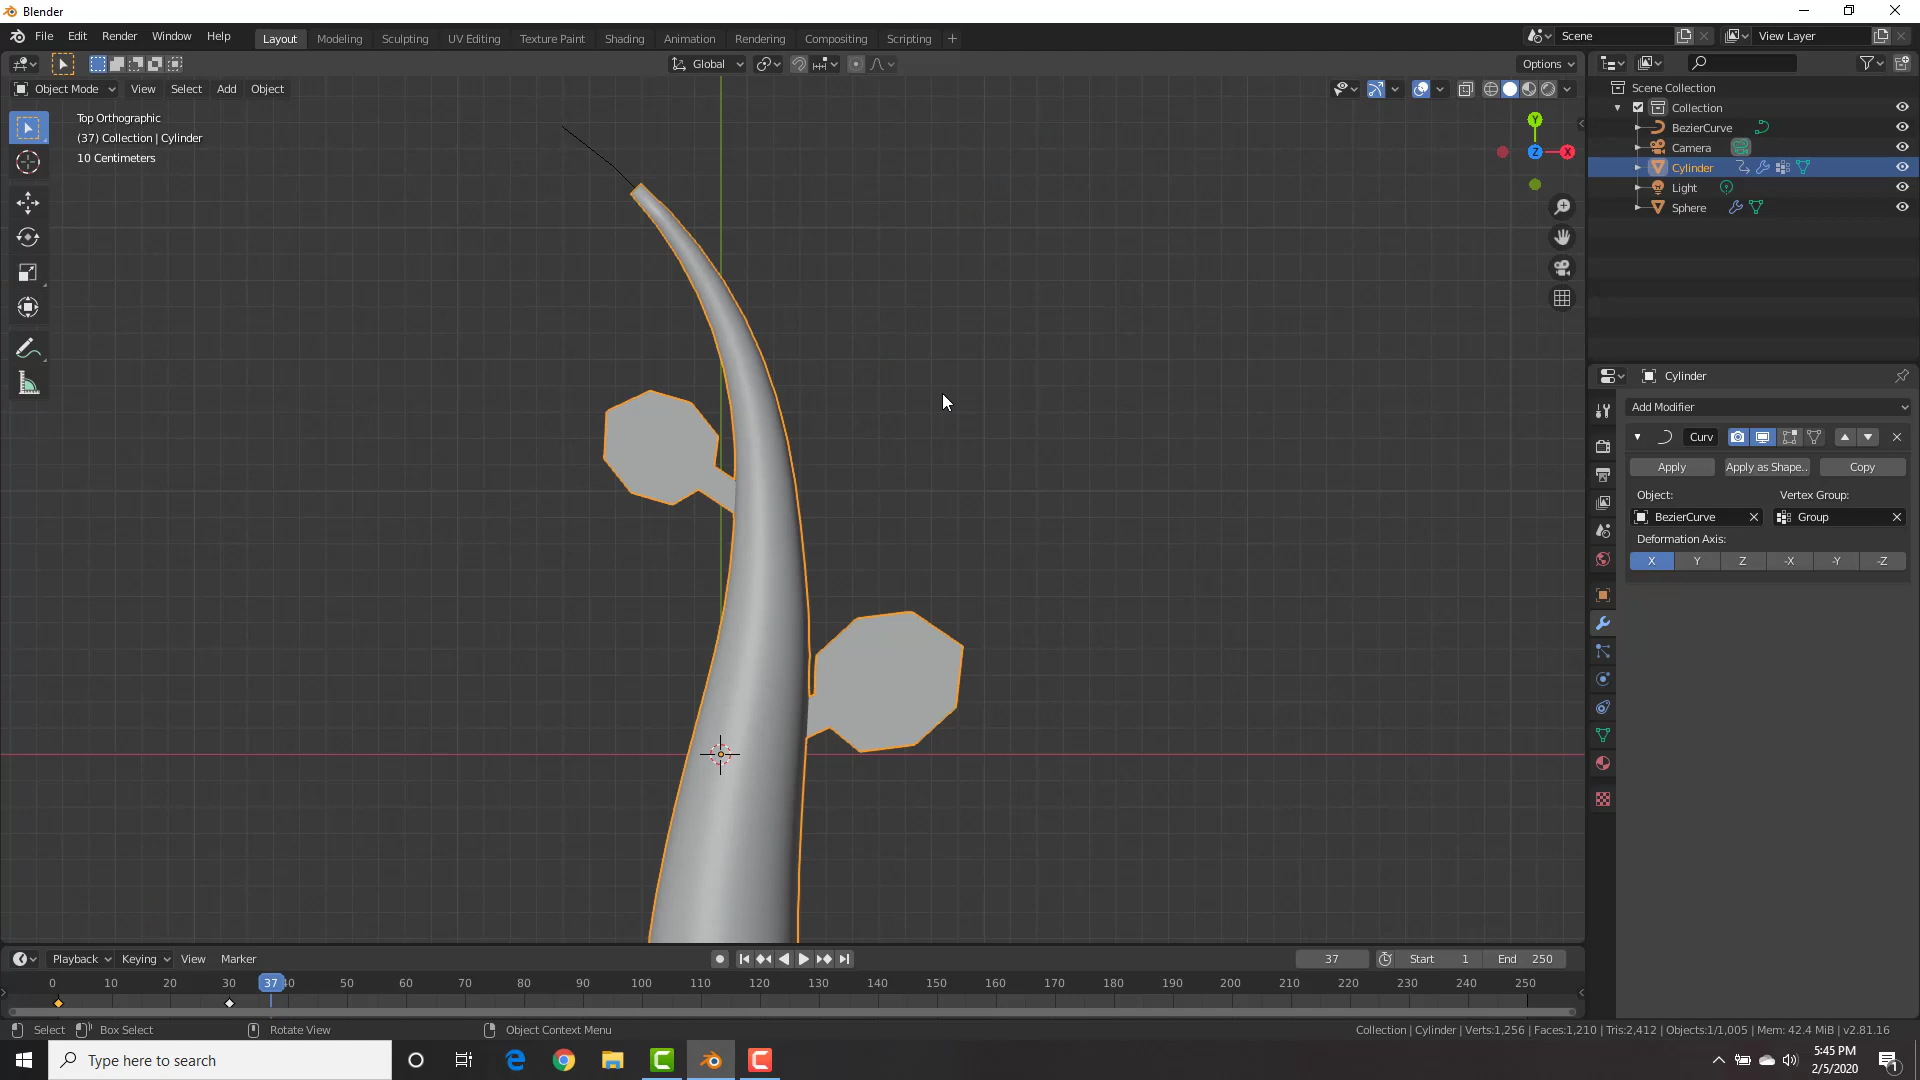 Blender
File Edit Render Window Help Layout Modeling Sculpting UV Editing Texture Paint Shading Animation Rendering Compositing Scripting + Scene View Layer
Global Options
Object Mode View Select Add Object
Top Orthographic
(37) Collection | Cylinder
10 Centimeters
Y
Z X
Scene Collection
Collection
BezierCurve
Camera
Cylinder
Light
Sphere
Cylinder
Add Modifier
Curv
Apply Apply as Shape.. Copy
Object: Vertex Group:
BezierCurve Group
Deformation Axis:
X Y Z -X -Y -Z
Playback Keying View Marker 37 Start 1 End 250
0 10 20 30 37 40 50 60 70 80 90 100 110 120 130 140 150 160 170 180 190 200 210 220 230 240 250
Select Box Select Rotate View Object Context Menu Collection | Cylinder | Verts:1,256 | Faces:1,210 | Tris:2,412 | Objects:1/1,005 | Mem: 42.4 MiB | v2.81.16
Type here to search
5:45 PM
2/5/2020
1